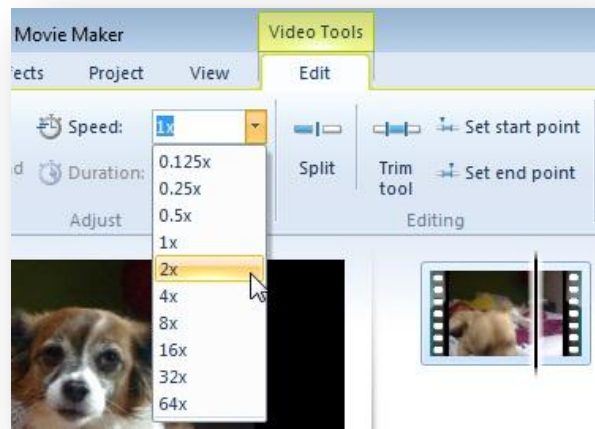 Movie Maker
Video Tools
Project
View
Edit
Speed:
1x
Split
Trim
tool
Set start point
Duration:
Set end point
Adjust
Editing
0.125x
0.25x
0.5x
1x
2x
4x
8x
16x
32x
64x